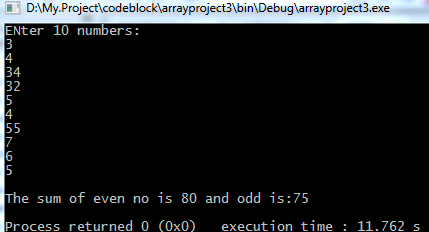 D:\My.Project\codeblock\arrayproject3\bin\Debug\arrayproject3.exe
ENter 10 numbers:
3
4
34
32
5
4
55
7
6
5
The sum of even no is 80 and odd is:75
Process returned 0 (0x0)   execution time : 11.762 s